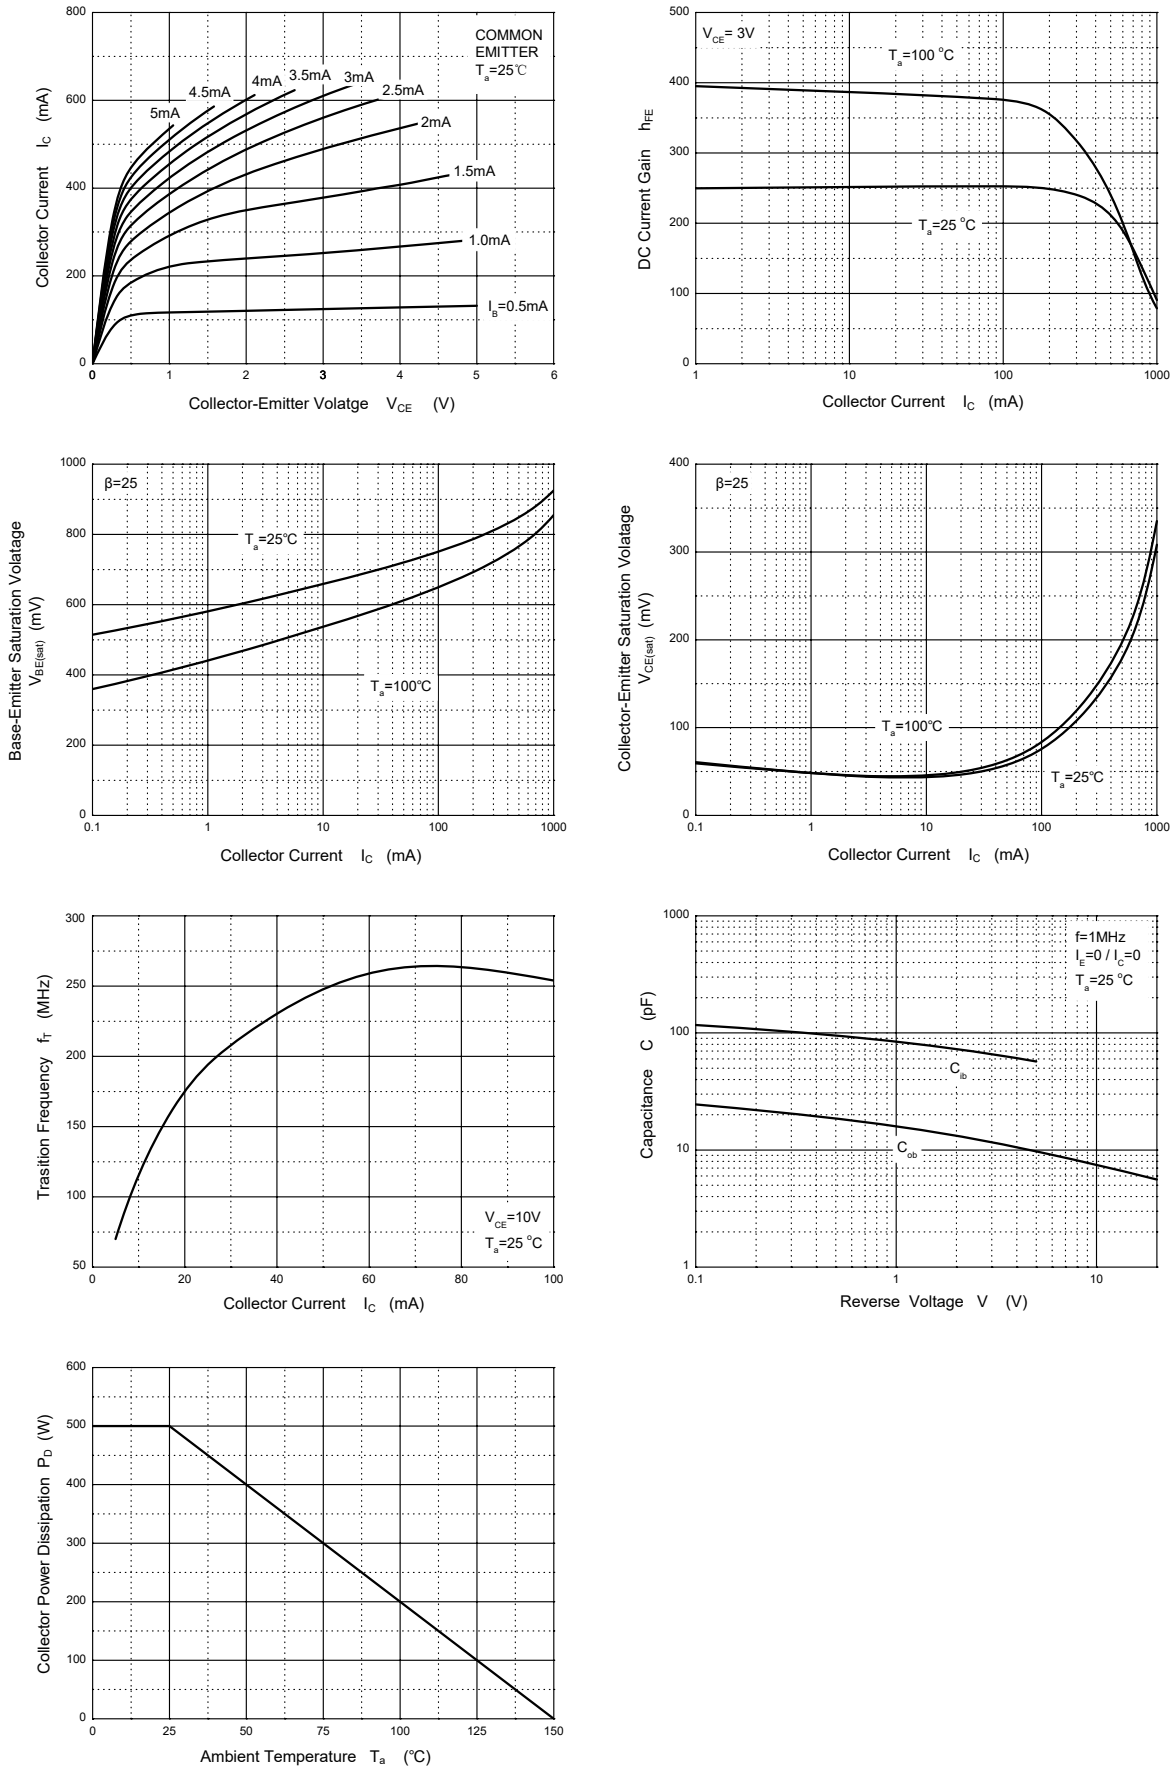 800
600
400
200
0
0
1
2
3
4
5
6
COMMON
EMITTER
Ta=25℃
5mA
4.5mA
4mA
3.5mA
3mA
2.5mA
2mA
1.5mA
1.0mA
IB=0.5mA
Collector Current IC (mA)
Collector-Emitter Volatge VCE (V)
500
400
300
200
100
0
1
10
100
1000
VCE= 3V
Ta=100 °C
Ta=25 °C
DC Current Gain hFE
Collector Current IC (mA)
1000
800
600
400
200
0
0.1
1
10
100
1000
β=25
Ta=25℃
Ta=100℃
Base-Emitter Saturation Volatage
VBE(sat) (mV)
Collector Current IC (mA)
400
300
200
100
0
0.1
1
10
100
1000
β=25
Ta=100℃
Ta=25℃
Collector-Emitter Saturation Volatage
VCE(sat) (mV)
Collector Current IC (mA)
300
250
200
150
100
50
0
20
40
60
80
100
VCE=10V
Ta=25 °C
Trasition Frequency fT (MHz)
Collector Current IC (mA)
1000
100
10
1
0.1
1
10
f=1MHz
IE=0 / IC=0
Ta=25 °C
Cib
Cob
Capacitance C (pF)
Reverse Voltage V (V)
600
500
400
300
200
100
0
0
25
50
75
100
125
150
Collector Power Dissipation PD (W)
Ambient Temperature Ta (℃)